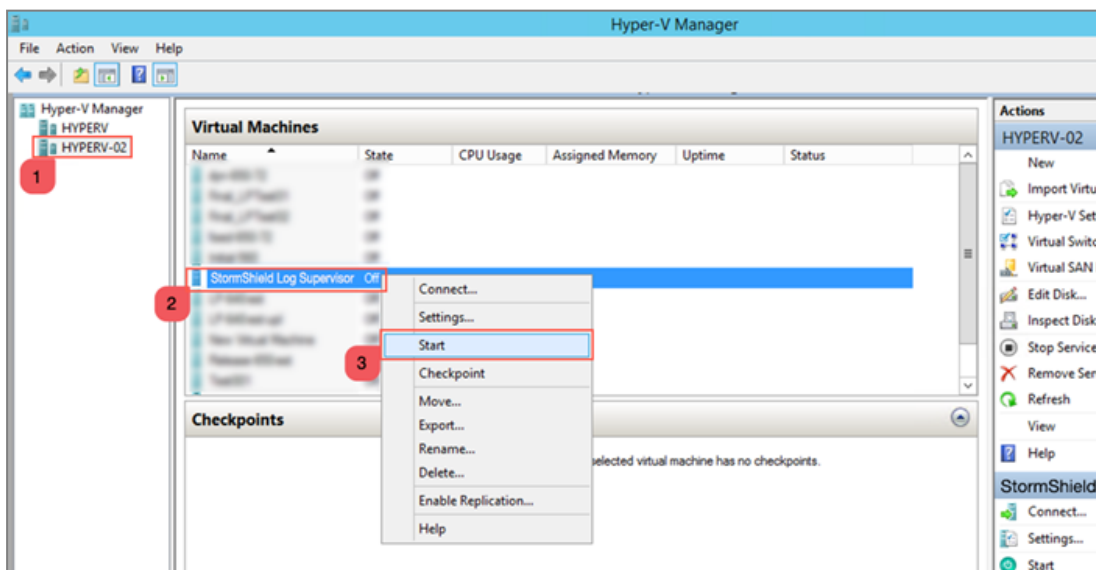 Hyper-V Manager
File Action View Help
Hyper-V Manager
HYPERV
HYPERV-02
1
Virtual Machines
Name State CPU Usage Assigned Memory Uptime Status
StormShield Log Supervisor Off
2
Connect...
Settings...
Start
3
Checkpoint
Move...
Export...
Rename...
Delete...
Enable Replication...
Help
Checkpoints
selected virtual machine has no checkpoints.
Actions
HYPERV-02
New
Import Virtu
Hyper-V Set
Virtual Switc
Virtual SAN
Edit Disk...
Inspect Disk
Stop Service
Remove Ser
Refresh
View
Help
StormShield
Connect...
Settings...
Start